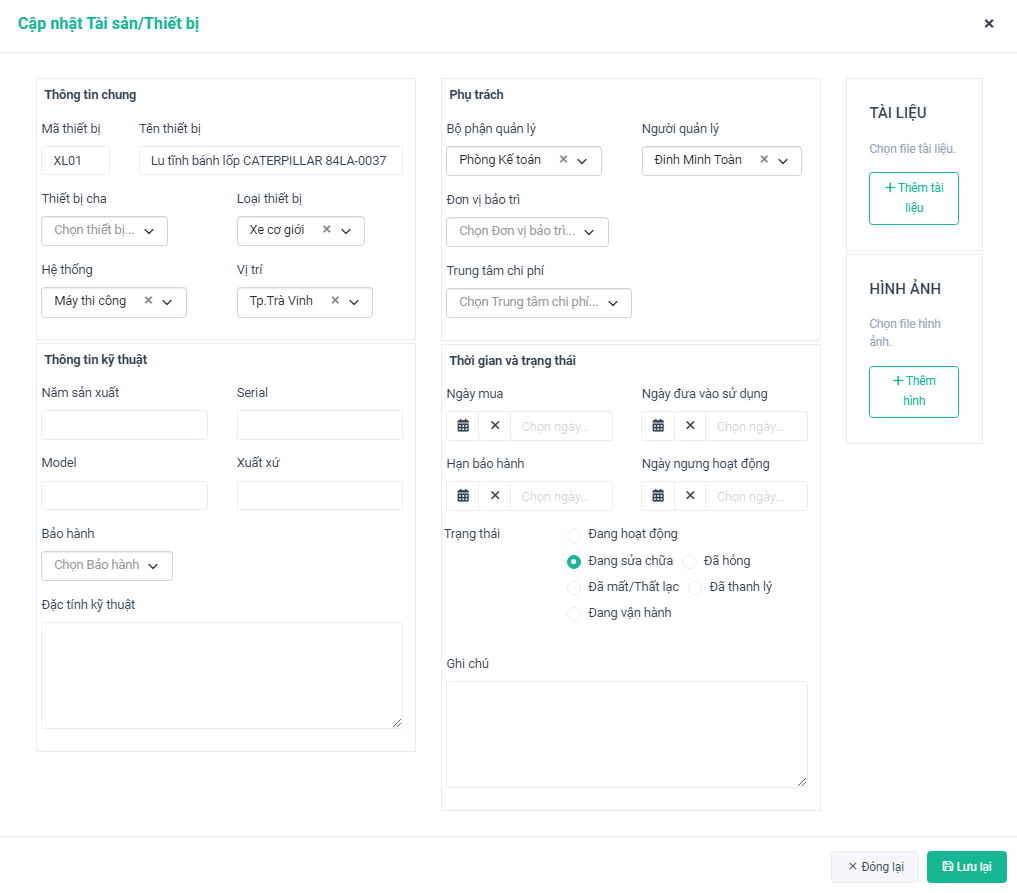 Cập nhật Tài sản/Thiết bị
Thông tin chung
Mã thiết bị
Tên thiết bị
XL01
Lu tĩnh bánh lốp CATERPILLAR 84LA-0037
Thiết bị cha
Loại thiết bị
Chọn thiết bị...
Xe cơ giới
Hệ thống
Vị trí
Máy thi công
Tp.Trà Vinh
Thông tin kỹ thuật
Năm sản xuất
Serial
Model
Xuất xứ
Bảo hành
Chọn Bảo hành
Đặc tính kỹ thuật
Phụ trách
Bộ phận quản lý
Người quản lý
Phòng Kế toán
Đinh Minh Toàn
Đơn vị bảo trì
Chọn Đơn vị bảo trì...
Trung tâm chi phí
Chọn Trung tâm chi phí...
Thời gian và trạng thái
Ngày mua
Ngày đưa vào sử dụng
Chọn ngày...
Chọn ngày...
Hạn bảo hành
Ngày ngưng hoạt động
Chọn ngày...
Chọn ngày...
Trạng thái
Đang hoạt động
Đang sửa chữa
Đã hỏng
Đã mất/Thất lạc
Đã thanh lý
Đang vận hành
Ghi chú
TÀI LIỆU
Chọn file tài liệu.
Thêm tài
liệu
HÌNH ẢNH
Chọn file hình
ảnh.
Thêm
hình
Đóng lại
Lưu lại